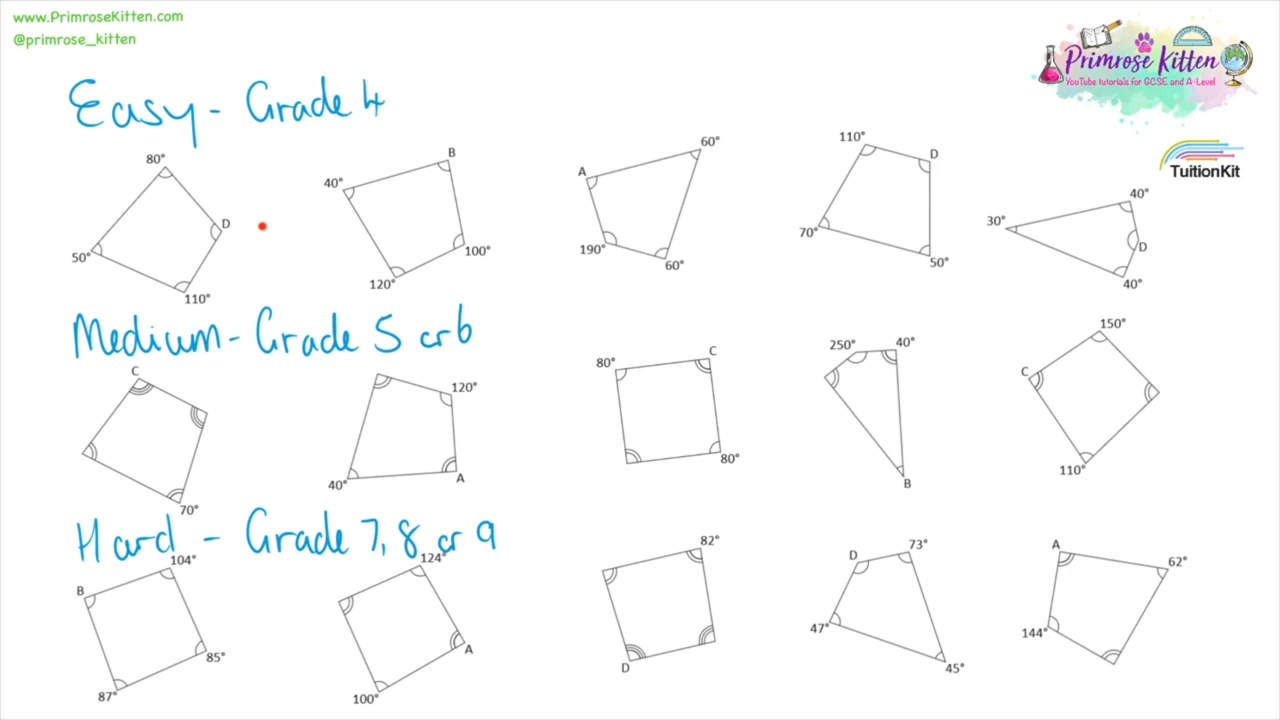 www.PrimroseKitten.com
@primrose_kitten
Primrose Kitten
YouTube tutorials for GCSE and A-Level
TuitionKit
Easy - Grade 4
80°
D
50°
110°
B
40°
100°
120°
60°
A
190°
60°
110°
D
70°
50°
40°
30°
D
40°
Medium - Grade 5 or 6
C
70°
120°
40°
A
C
80°
80°
250°
40°
B
150°
C
110°
Hard - Grade 7, 8 or 9
104°
B
85°
87°
124°
A
100°
82°
D
73°
D
47°
45°
A
62°
144°